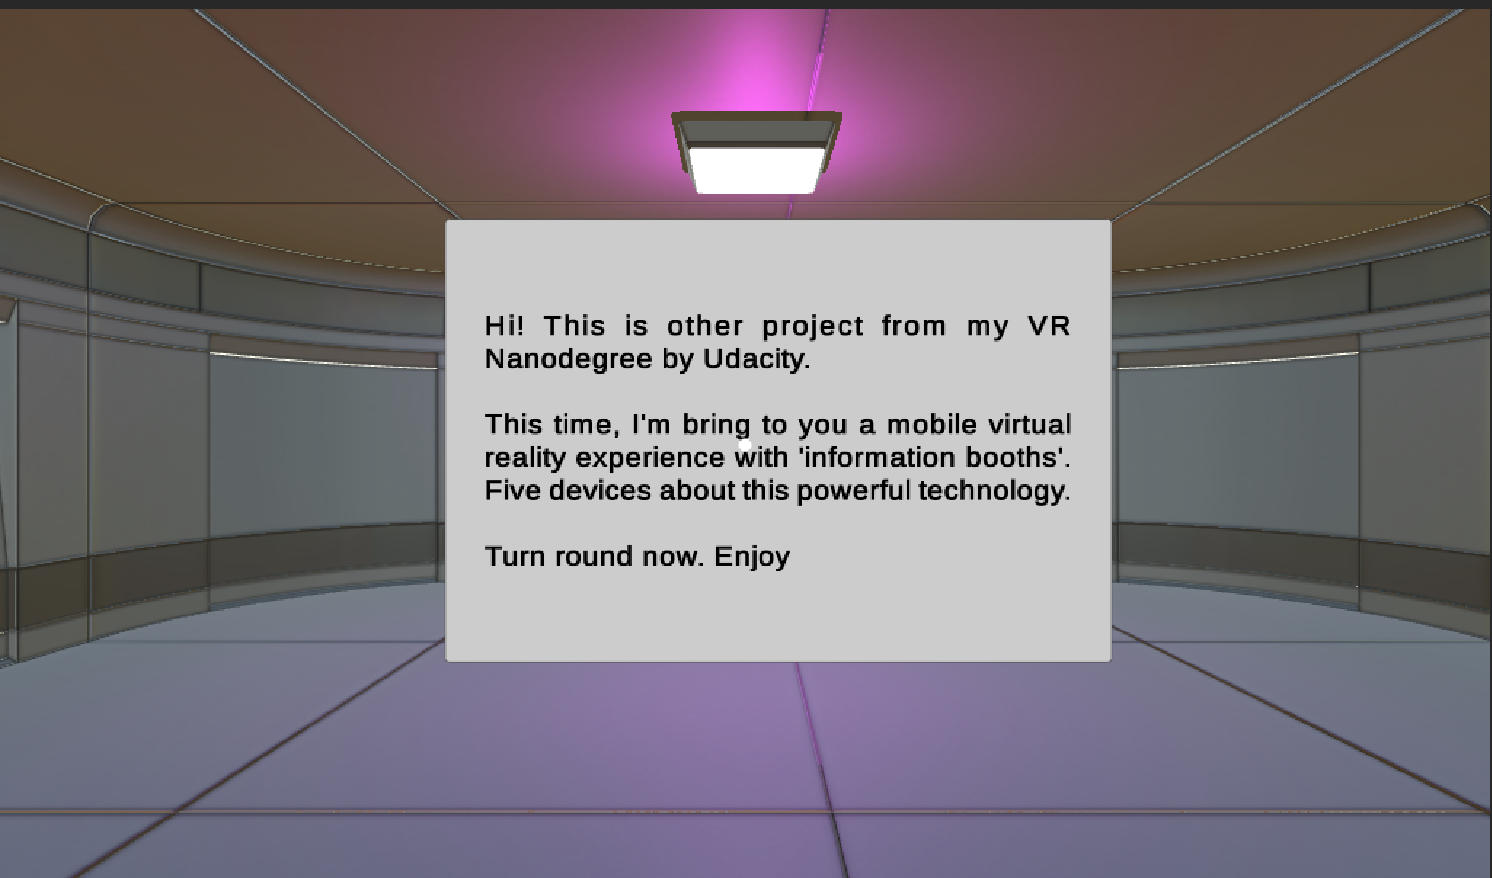 Hi! This is other project from my VR
Nanodegree by Udacity.
This time, I'm bring to you a mobile virtual
reality experience with 'information booths'.
Five devices about this powerful technology.
Turn round now. Enjoy